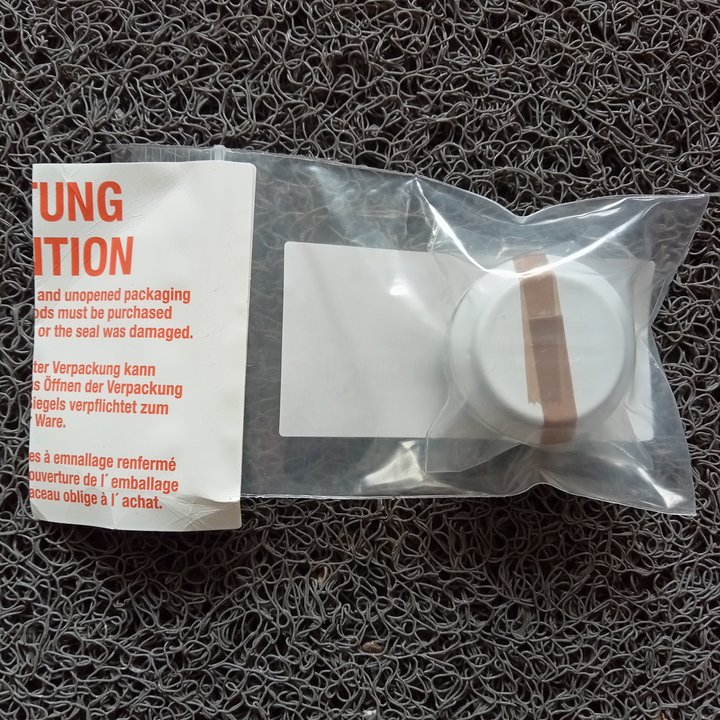 TUNG
ITION
and unopened packaging
ods must be purchased
or the seal was damaged.
ter Verpackung kann
s Öffnen der Verpackung
iegels verpflichtet zum
Ware.
es à emnallage renfermé
ouverture de l´ emballage
aceau oblige à l´ achat.